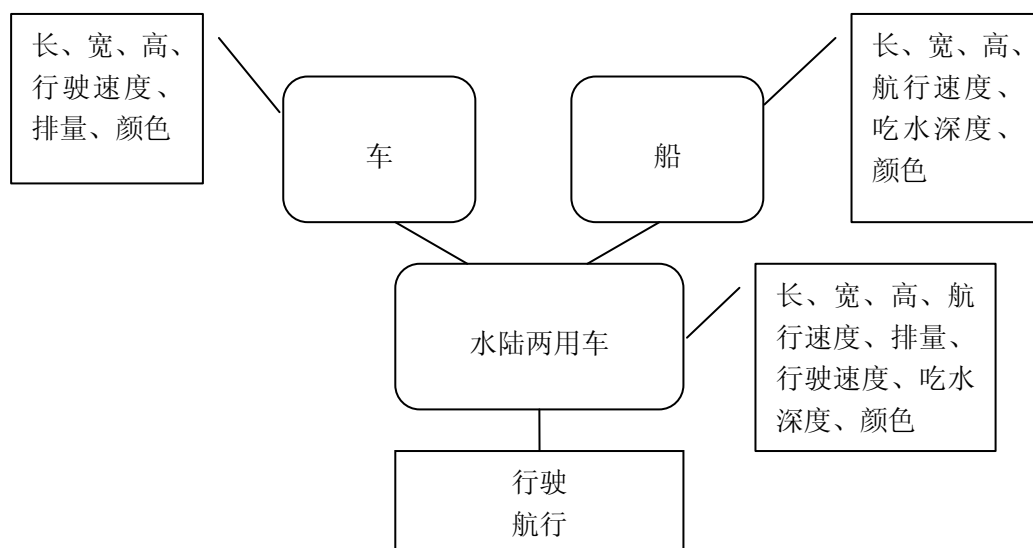 长、宽、高、
行驶速度、
排量、颜色
车
船
长、宽、高、
航行速度、
吃水深度、
颜色
水陆两用车
长、宽、高、航
行速度、排量、
行驶速度、吃水
深度、颜色
行驶
航行